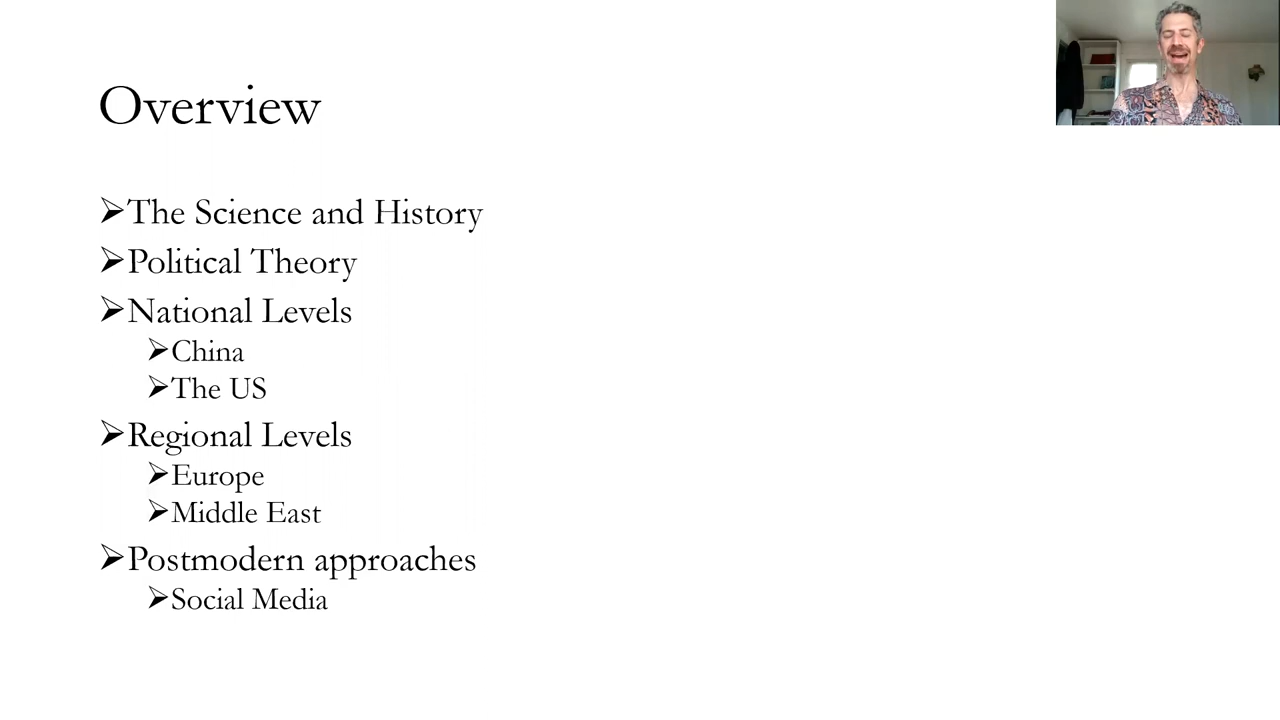 Overview
➢The Science and History
➢Political Theory
➢National Levels
➢China
➢The US
➢Regional Levels
➢Europe
➢Middle East
➢Postmodern approaches
➢Social Media